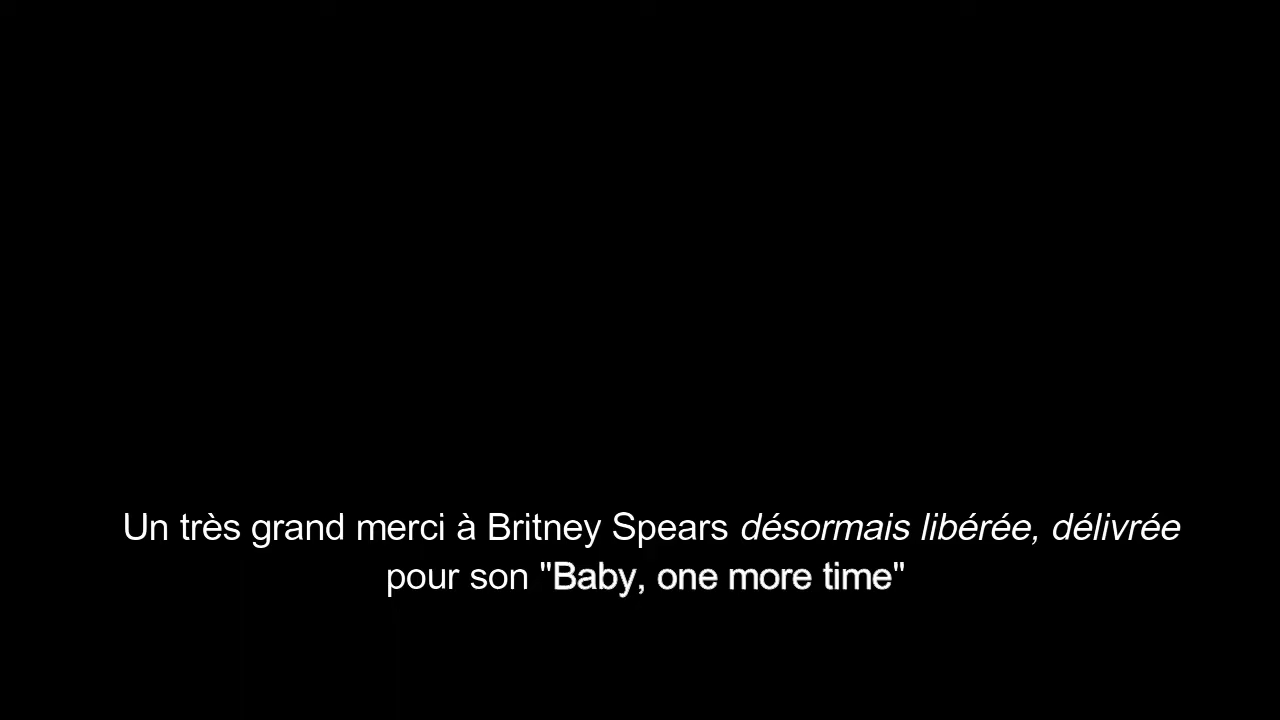 Un très grand merci à Britney Spears désormais libérée, délivrée
pour son "Baby, one more time"